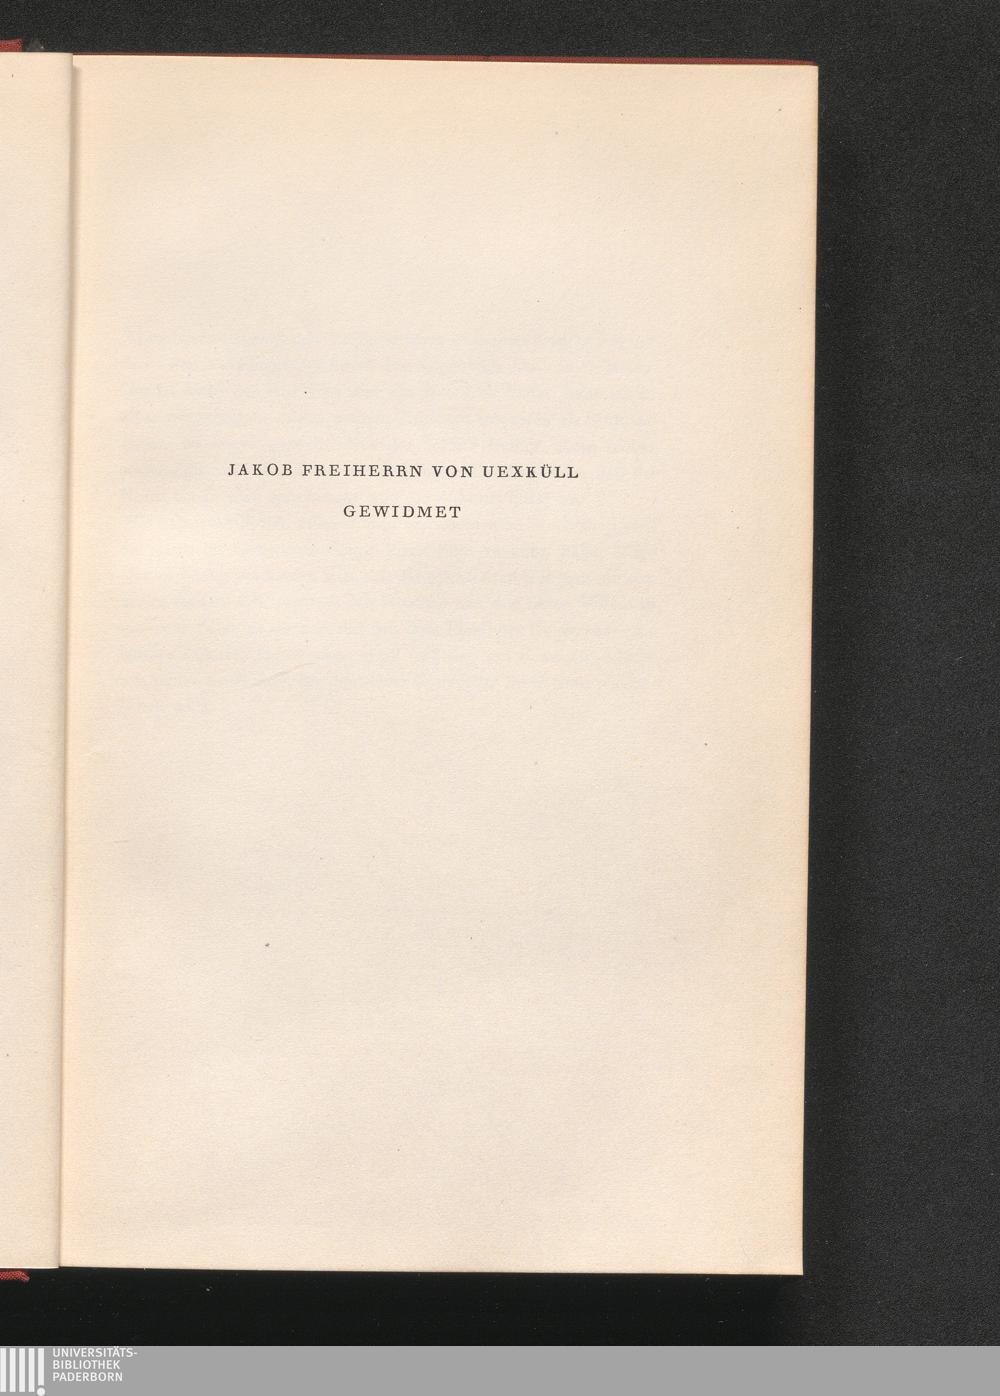 JAKOB FREIHERRN VON UEXKÜLL
GEWIDMET
UNIVERSITÄTS-
BIBLIOTHEK
PADERBORN